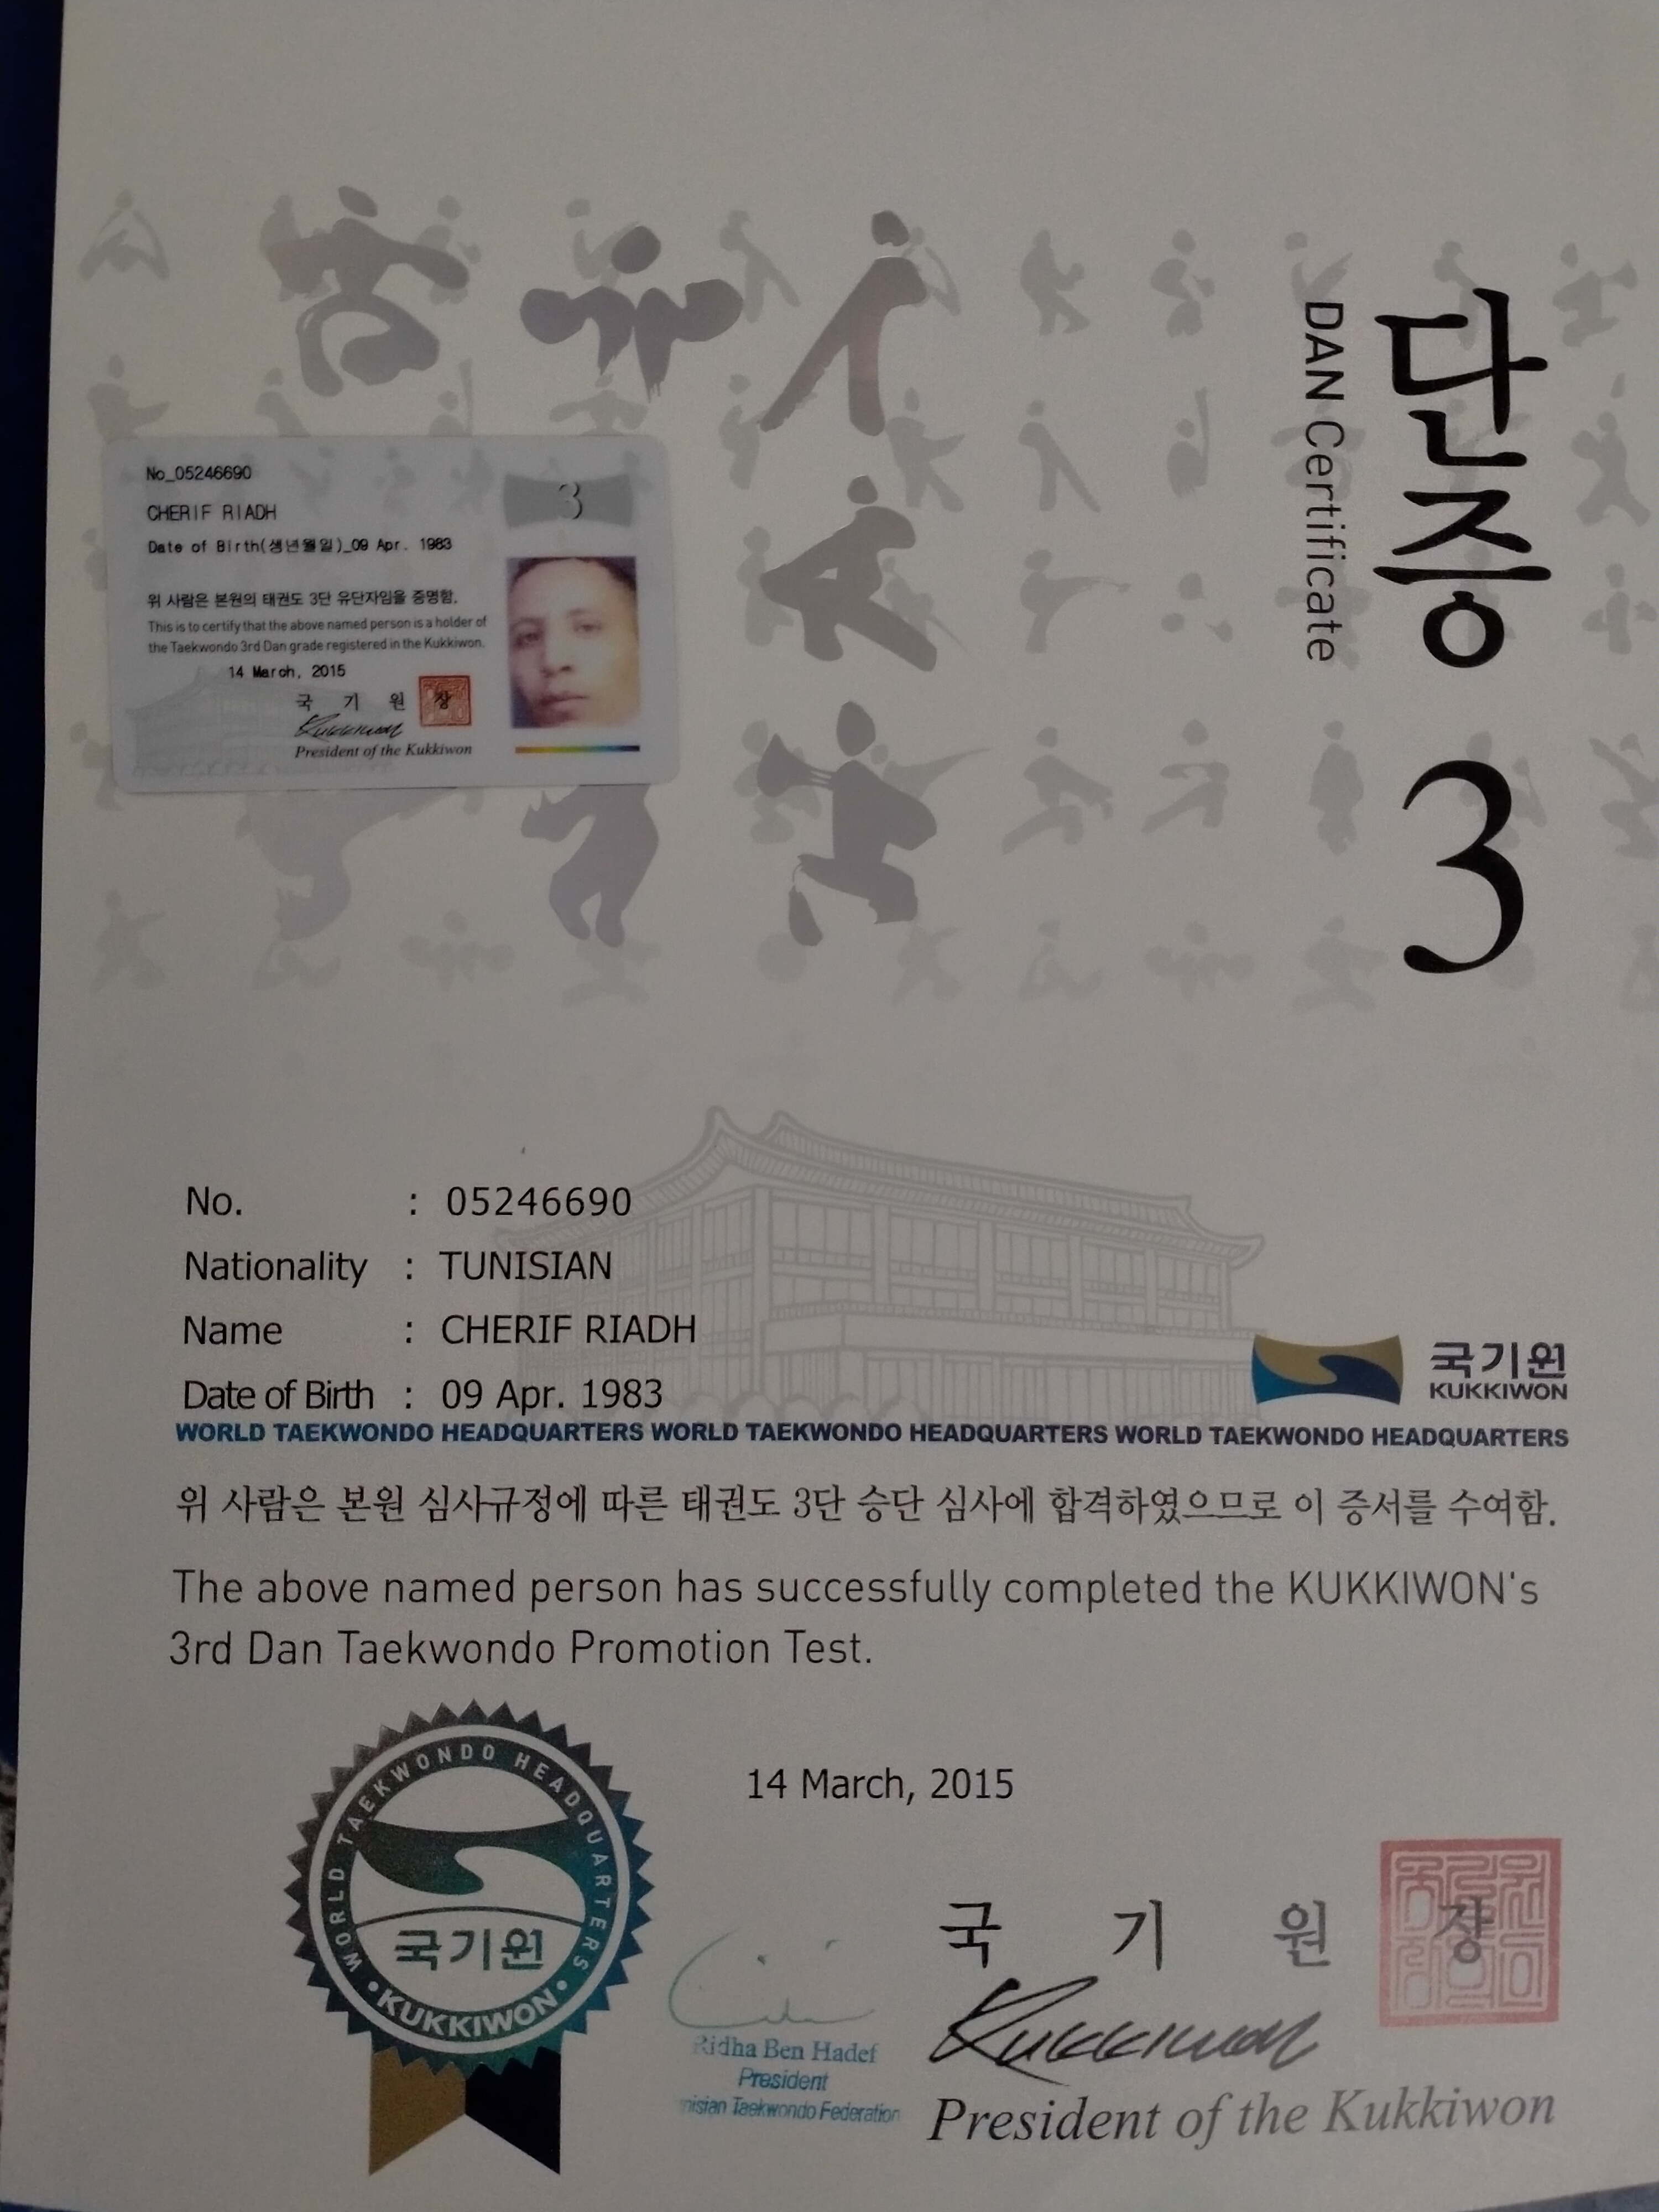 단증 3
DAN Certificate
No_05246690
3
CHERIF RIADH
Date of Birth(생년월일)_09 Apr. 1983
위 사람은 본원의 태권도 3단 유단자임을 증명함.
This is to certify that the above named person is a holder of
the Taekwondo 3rd Dan grade registered in the Kukkiwon.
14 March, 2015
국 기 원 장
Kukkiwon
President of the Kukkiwon
No. : 05246690
Nationality : TUNISIAN
Name : CHERIF RIADH
Date of Birth : 09 Apr. 1983
국기원
KUKKIWON
WORLD TAEKWONDO HEADQUARTERS WORLD TAEKWONDO HEADQUARTERS WORLD TAEKWONDO HEADQUARTERS
위 사람은 본원 심사규정에 따른 태권도 3단 승단 심사에 합격하였으므로 이 증서를 수여함.
The above named person has successfully completed the KUKKIWON's
3rd Dan Taekwondo Promotion Test.
WORLD TAEKWONDO HEADQUARTERS
국기원
• KUKKIWON •
14 March, 2015
국 기 원 장
Kukkiwon
President of the Kukkiwon
Ridha Ben Hadef
President
nisian Taekwondo Federation